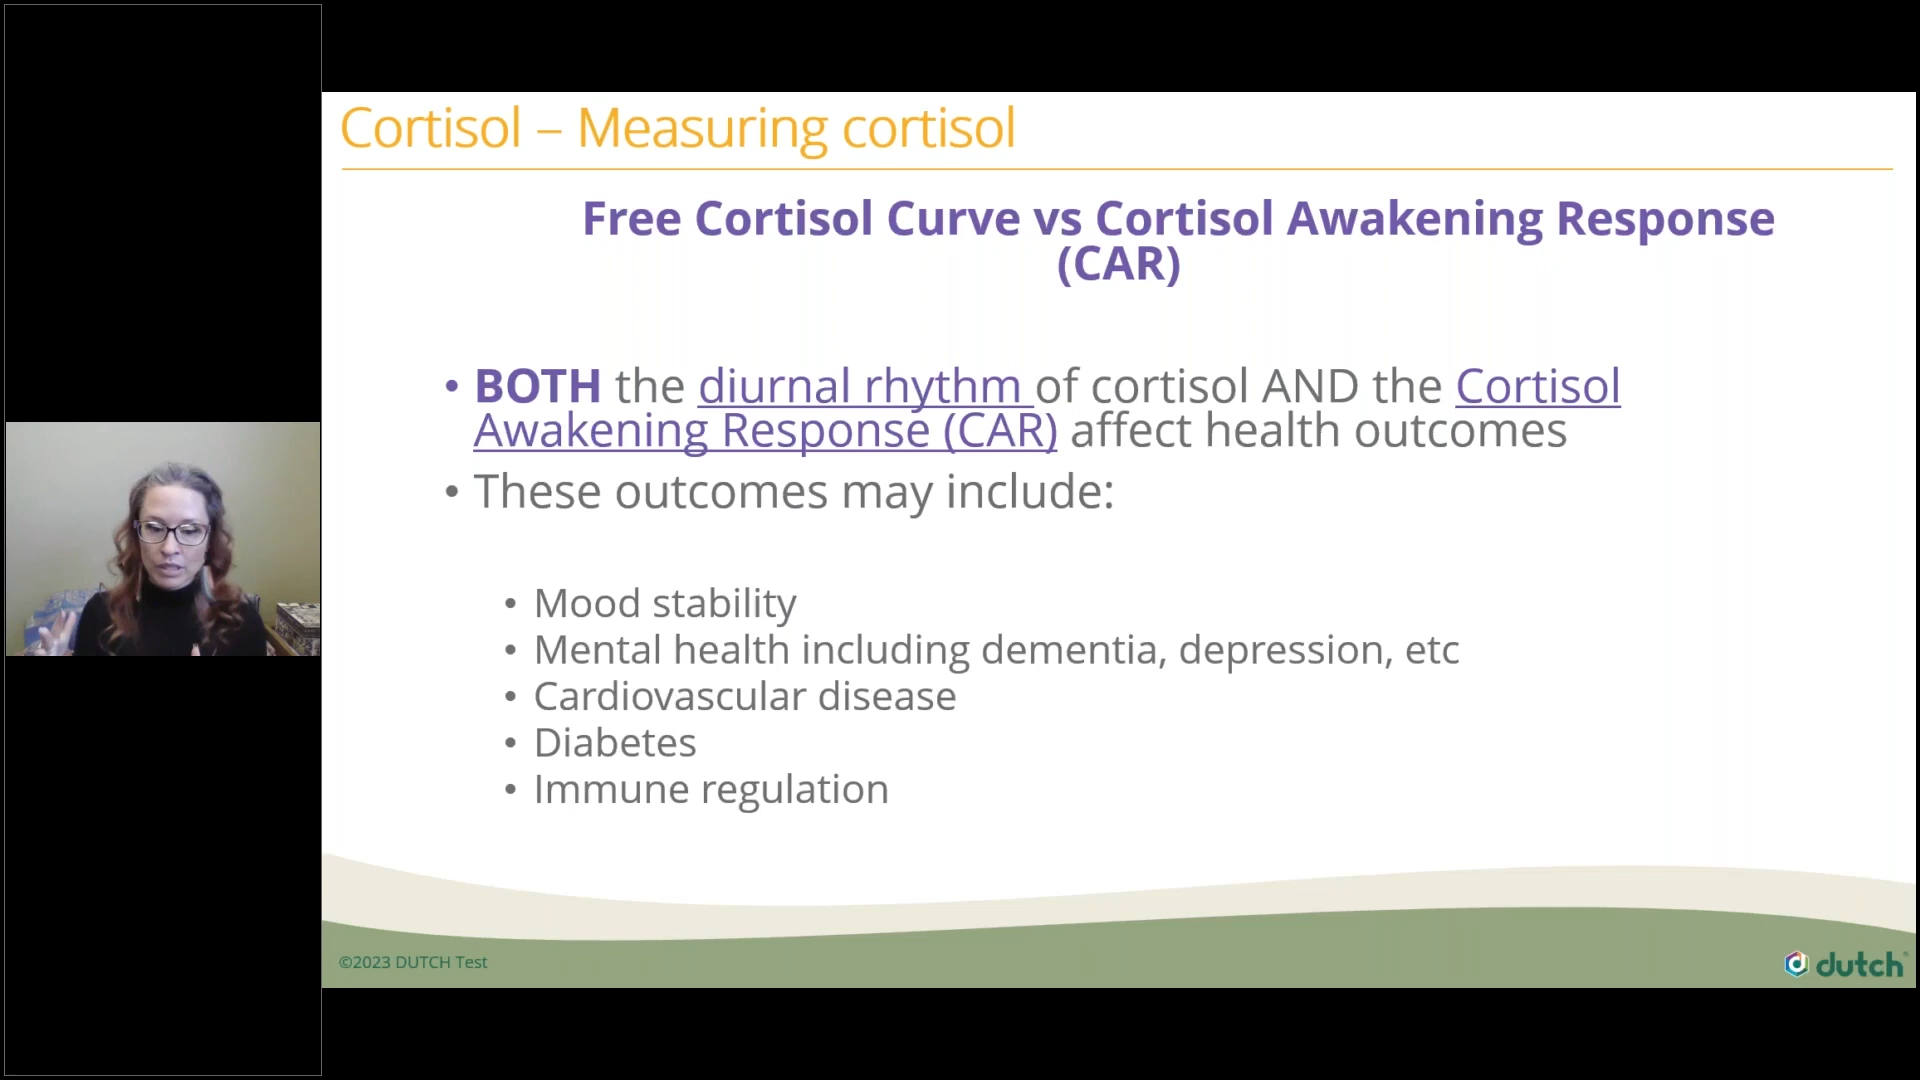 Cortisol – Measuring cortisol
Free Cortisol Curve vs Cortisol Awakening Response
(CAR)
• BOTH the diurnal rhythm of cortisol AND the Cortisol
Awakening Response (CAR) affect health outcomes
• These outcomes may include:
• Mood stability
• Mental health including dementia, depression, etc
• Cardiovascular disease
• Diabetes
• Immune regulation
©2023 DUTCH Test
dutch